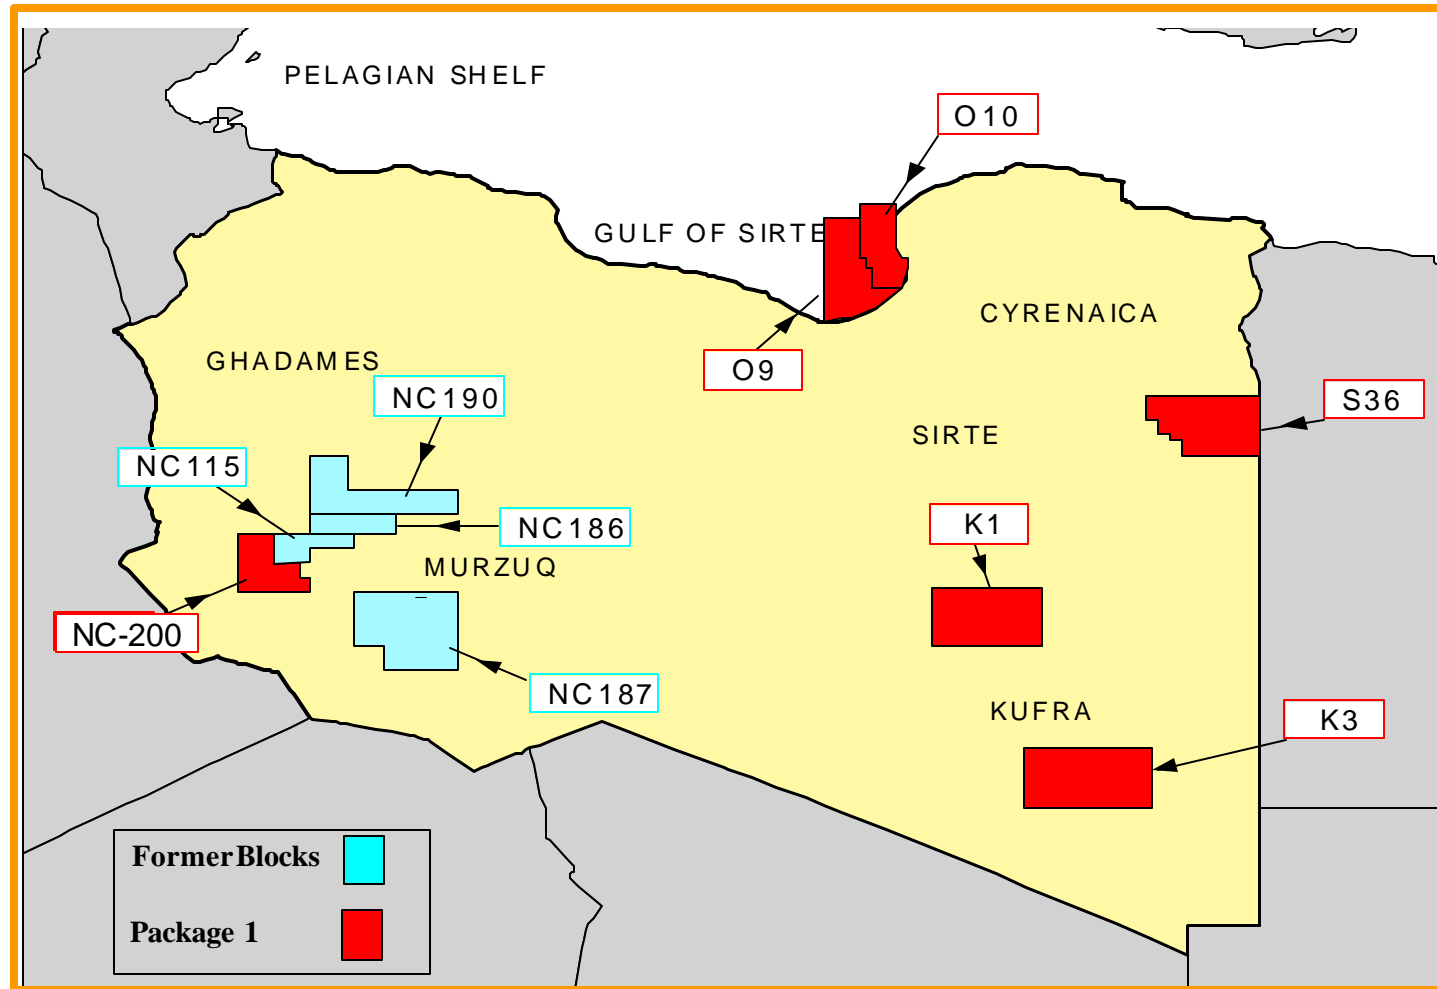 PELAGIAN SHELF
O10
GULF OF SIRTE
CYRENAICA
GHADAMES
O9
NC190
S36
SIRTE
NC115
K1
NC186
MURZUQ
NC-200
NC187
KUFRA
K3
Former Blocks
Package 1